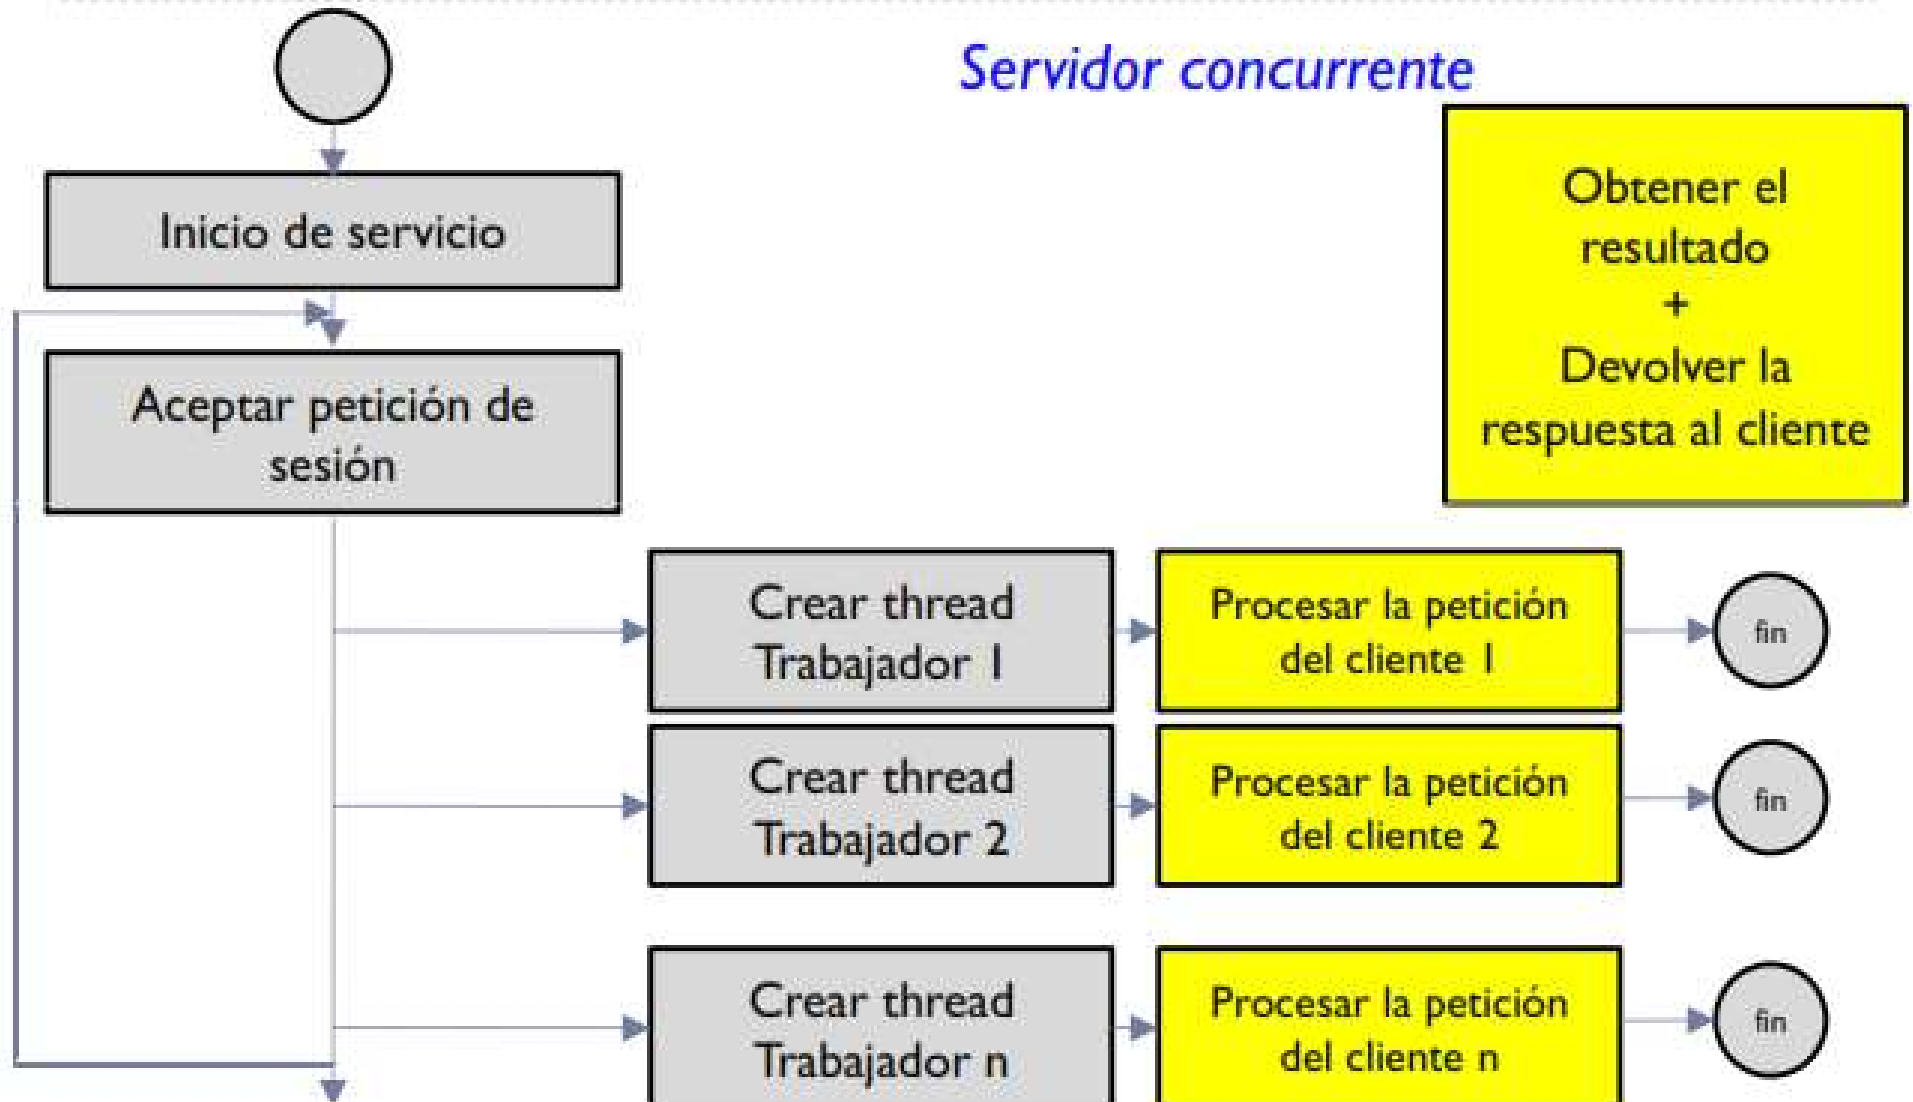 Servidor concurrente
Inicio de servicio
Aceptar petición de
sesión
Obtener el
resultado
+
Devolver la
respuesta al cliente
Crear thread
Trabajador 1
Procesar la petición
del cliente 1
fin
Crear thread
Trabajador 2
Procesar la petición
del cliente 2
fin
Crear thread
Trabajador n
Procesar la petición
del cliente n
fin